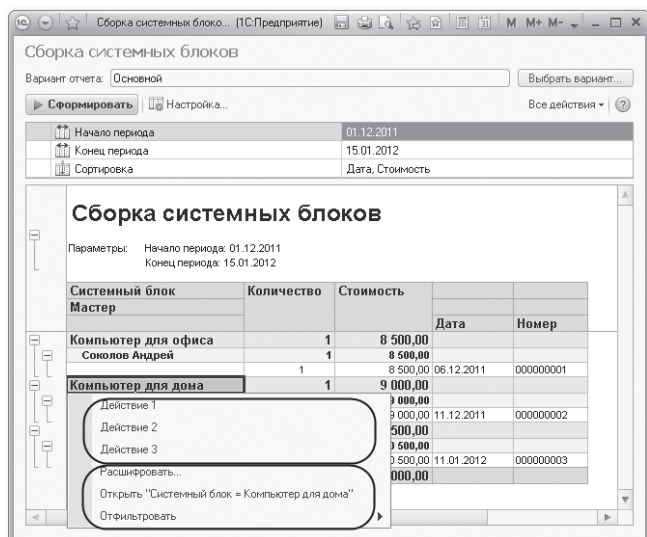 Сборка системных блоко... (1С:Предприятие) M M+ M-
Сборка системных блоков
Вариант отчета: Основной Выбрать вариант...
Сформировать Настройка... Все действия
Начало периода 01.12.2011
Конец периода 15.01.2012
Сортировка Дата, Стоимость
Сборка системных блоков
Параметры: Начало периода: 01.12.2011
Конец периода: 15.01.2012
Системный блок Количество Стоимость
Мастер
Дата Номер
Компьютер для офиса 1 8 500,00
Соколов Андрей 1 8 500,00
1 8 500,00 06.12.2011 000000001
Компьютер для дома 1 9 000,00
Действие 1 9 000,00
9 000,00 11.12.2011 000000002
Действие 2 500,00
Действие 3 500,00
500,00 11.01.2012 000000003
Расшифровать... 000,00
Открыть "Системный блок = Компьютер для дома"
Отфильтровать